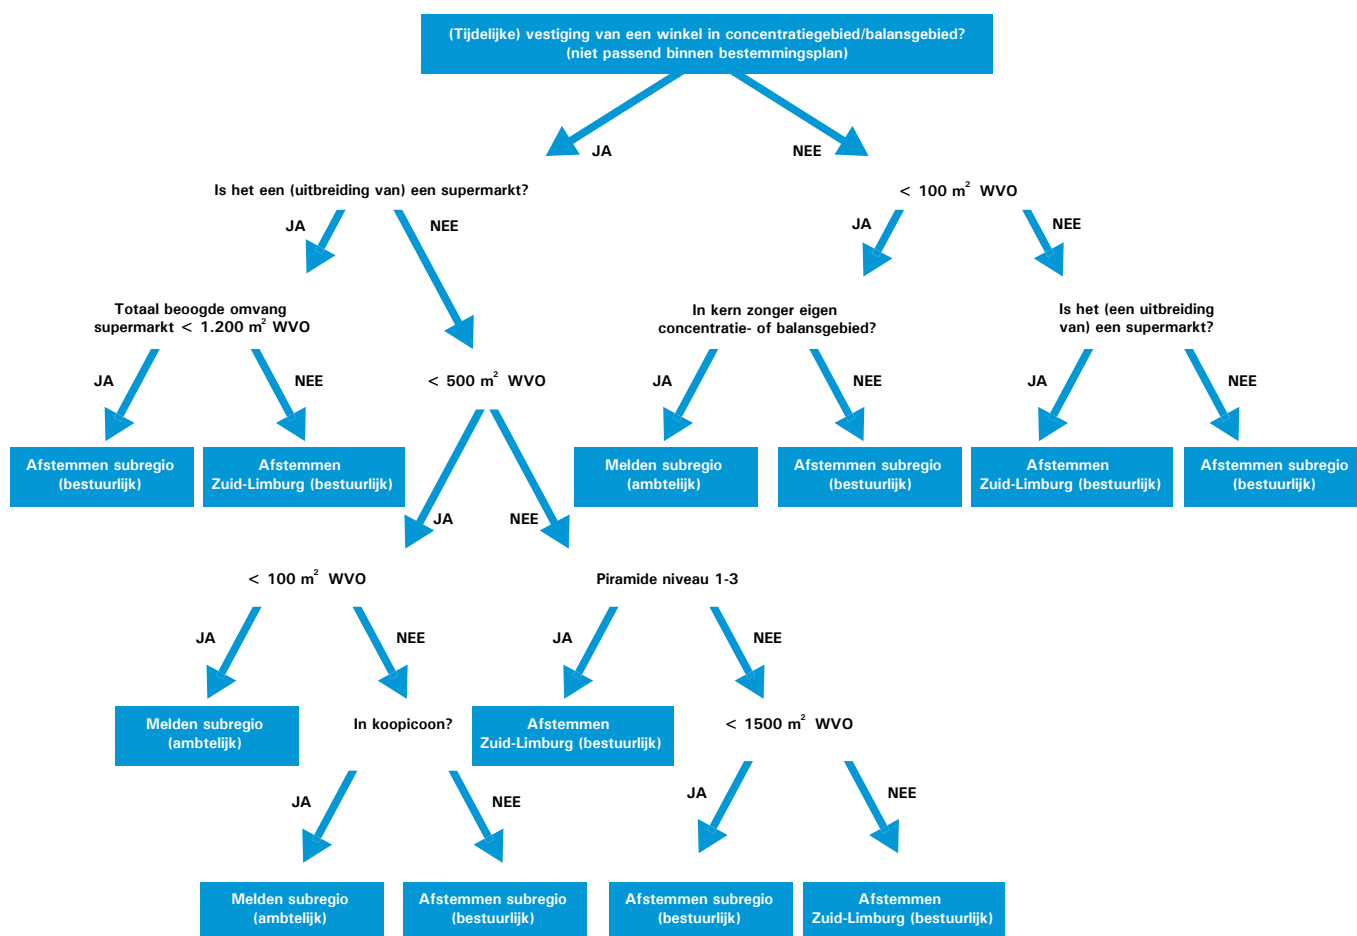 (Tijdelijke) vestiging van een winkel in concentratiegebied/balansgebied?
(niet passend binnen bestemmingsplan)
JA
NEE
Is het een (uitbreiding van) een supermarkt?
< 100 m² WVO
JA
NEE
JA
NEE
Totaal beoogde omvang
supermarkt < 1.200 m² WVO
In kern zonger eigen
concentratie- of balansgebied?
Is het (een uitbreiding
van) een supermarkt?
JA
NEE
< 500 m² WVO
JA
NEE
JA
NEE
Afstemmen subregio
(bestuurlijk)
Afstemmen
Zuid-Limburg (bestuurlijk)
Melden subregio
(ambtelijk)
Afstemmen subregio
(bestuurlijk)
Afstemmen
Zuid-Limburg (bestuurlijk)
Afstemmen subregio
(bestuurlijk)
JA
NEE
< 100 m² WVO
Piramide niveau 1-3
JA
NEE
JA
NEE
Melden subregio
(ambtelijk)
In koopicoon?
Afstemmen
Zuid-Limburg (bestuurlijk)
< 1500 m² WVO
JA
NEE
JA
NEE
Melden subregio
(ambtelijk)
Afstemmen subregio
(bestuurlijk)
Afstemmen subregio
(bestuurlijk)
Afstemmen
Zuid-Limburg (bestuurlijk)